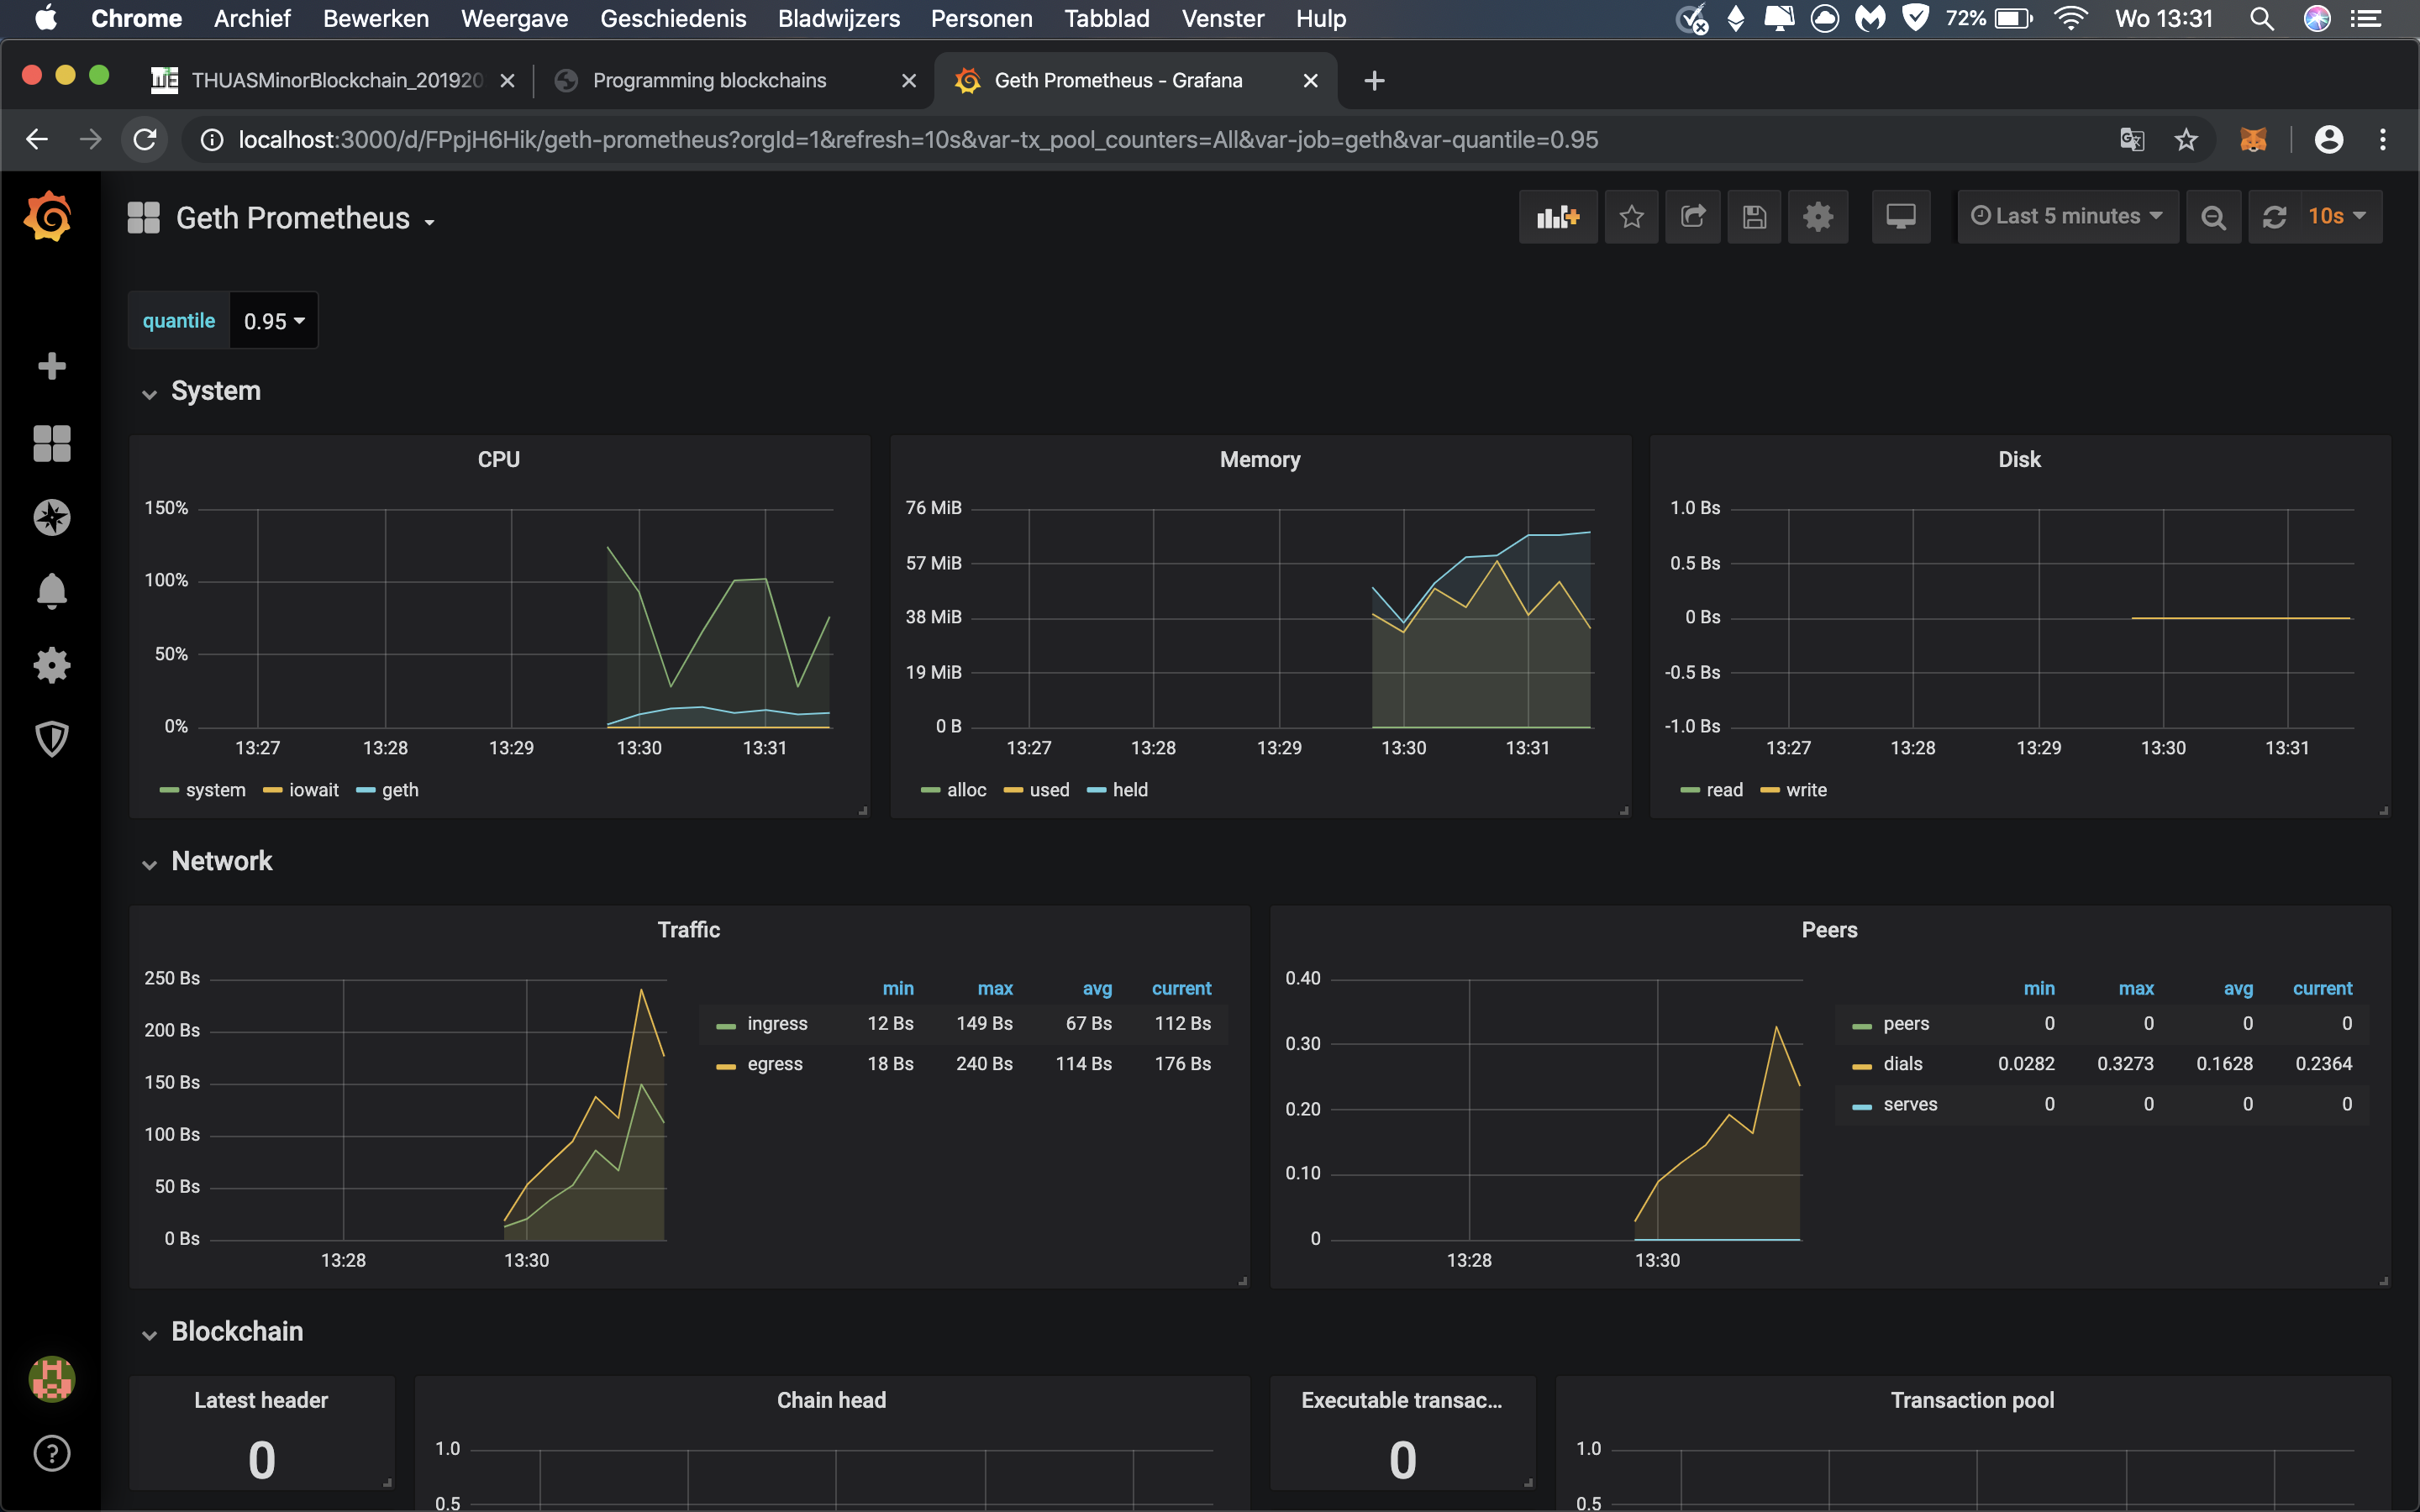 Chrome Archief Bewerken Weergave Geschiedenis Bladwijzers Personen Tabblad Venster Hulp 72% Wo 13:31
THUASMinorBlockchain_201920 Programming blockchains Geth Prometheus - Grafana
localhost:3000/d/FPpjH6Hik/geth-prometheus?orgId=1&refresh=10s&var-tx_pool_counters=All&var-job=geth&var-quantile=0.95
Geth Prometheus Last 5 minutes 10s
quantile 0.95
System
CPU
150%
100%
50%
0%
13:27 13:28 13:29 13:30 13:31
system iowait geth
Memory
76 MiB
57 MiB
38 MiB
19 MiB
0 B
13:27 13:28 13:29 13:30 13:31
alloc used held
Disk
1.0 Bs
0.5 Bs
0 Bs
-0.5 Bs
-1.0 Bs
13:27 13:28 13:29 13:30 13:31
read write
Network
Traffic
250 Bs
200 Bs
150 Bs
100 Bs
50 Bs
0 Bs
13:28 13:30
min max avg current
ingress 12 Bs 149 Bs 67 Bs 112 Bs
egress 18 Bs 240 Bs 114 Bs 176 Bs
Peers
0.40
0.30
0.20
0.10
0
13:28 13:30
min max avg current
peers 0 0 0 0
dials 0.0282 0.3273 0.1628 0.2364
serves 0 0 0 0
Blockchain
Latest header
0
Chain head
1.0
0.5
Executable transac...
0
Transaction pool
1.0
0.5